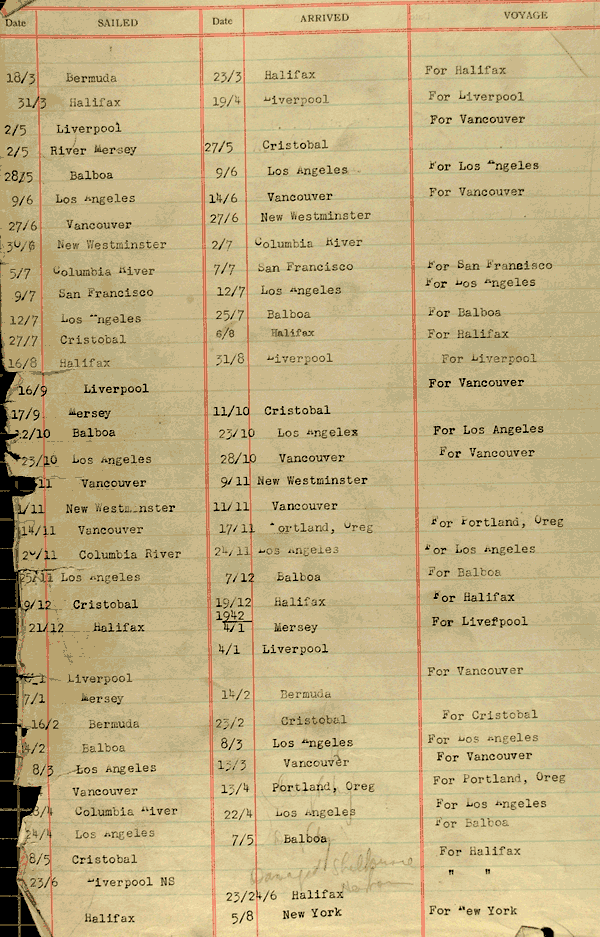 Date SAILED Date ARRIVED VOYAGE
18/3 Bermuda 23/3 Halifax For Halifax
31/3 Halifax 19/4 Liverpool For Liverpool
2/5 Liverpool For Vancouver
2/5 River Mersey 27/5 Cristobal
28/5 Balboa 9/6 Los Angeles For Los Angeles
9/6 Los Angeles 14/6 Vancouver For Vancouver
27/6 Vancouver 27/6 New Westminster
30/6 New Westminster 2/7 Columbia River
5/7 Columbia River 7/7 San Francisco For San Francisco
9/7 San Francisco 12/7 Los Angeles For Los Angeles
12/7 Los Angeles 25/7 Balboa For Balboa
27/7 Cristobal 6/8 Halifax For Halifax
16/8 Halifax 31/8 Liverpool For Liverpool
16/9 Liverpool For Vancouver
17/9 Mersey 11/10 Cristobal
12/10 Balboa 23/10 Los Angelex For Los Angeles
23/10 Los Angeles 28/10 Vancouver For Vancouver
/11 Vancouver 9/11 New Westminster
1/11 New Westminster 11/11 Vancouver
14/11 Vancouver 17/11 Portland, Oreg For Portland, Oreg
20/11 Columbia River 24/11 Los Angeles For Los Angeles
25/11 Los Angeles 7/12 Balboa For Balboa
9/12 Cristobal 19/12 Halifax For Halifax
1942
21/12 Halifax 4/1 Mersey For Livefpool
4/1 Liverpool
Liverpool For Vancouver
7/1 Mersey 14/2 Bermuda
16/2 Bermuda 23/2 Cristobal For Cristobal
4/2 Balboa 8/3 Los Angeles For Los Angeles
8/3 Los Angeles 13/3 Vancouver For Vancouver
Vancouver 13/4 Portland, Oreg For Portland, Oreg
/4 Columbia River 22/4 Los Angeles For Los Angeles
24/4 Los Angeles 7/5 Balboa For Balboa
8/5 Cristobal For Halifax
Damaged Shelburne
23/6 Liverpool NS " "
23/24/6 Halifax
Halifax 5/8 New York For New York